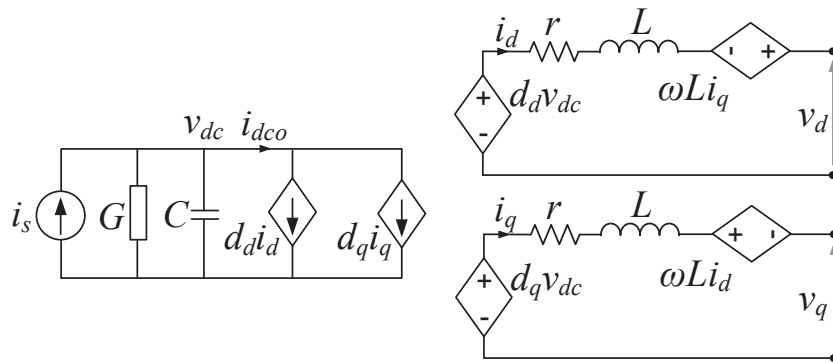 v_dc i_dco
i_s G C d_d i_d d_q i_q
i_d r L
+ - d_d v_dc - + ωLi_q v_d
i_q r L
+ - d_q v_dc + - ωLi_d v_q